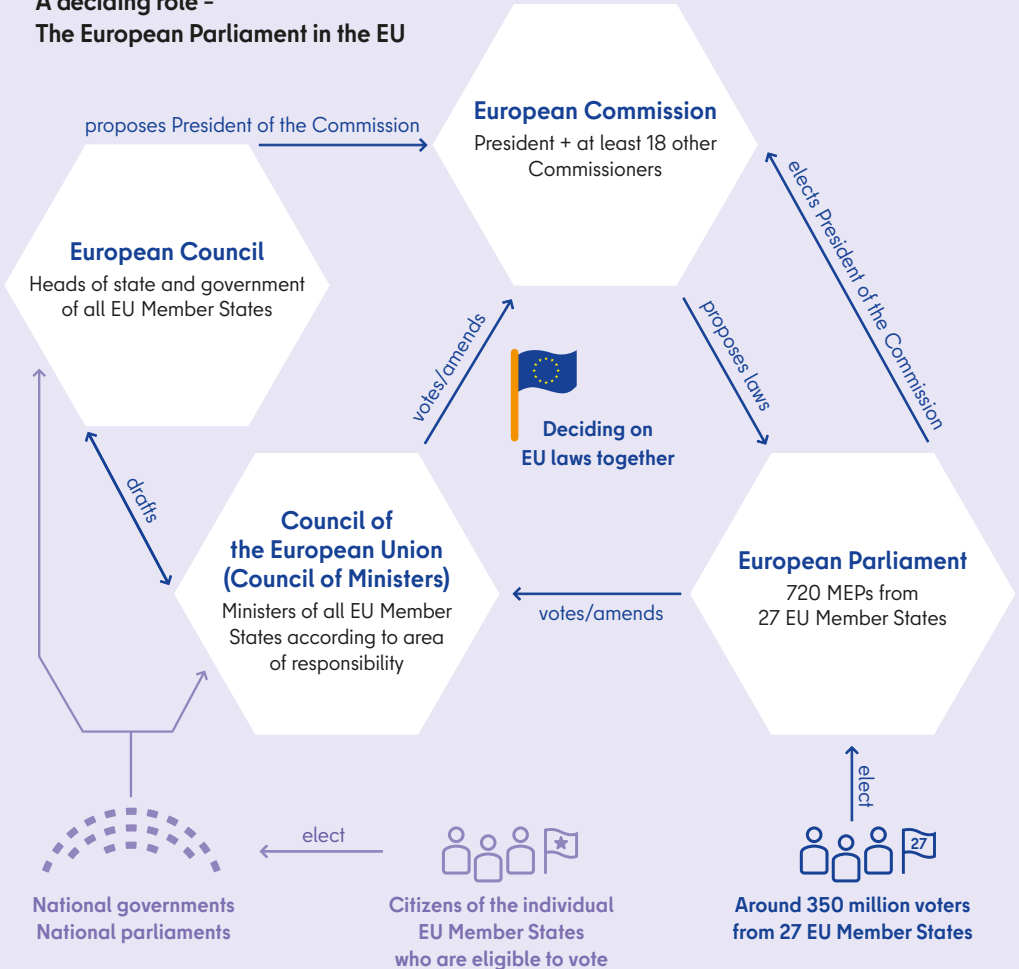 A deciding role –
The European Parliament in the EU
proposes President of the Commission
European Commission
President + at least 18 other
Commissioners
elects President of the Commission
European Council
Heads of state and government
of all EU Member States
votes/amends
proposes laws
Deciding on
EU laws together
drafts
Council of
the European Union
(Council of Ministers)
Ministers of all EU Member
States according to area
of responsibility
votes/amends
European Parliament
720 MEPs from
27 EU Member States
elect
elect
27
National governments
National parliaments
Citizens of the individual
EU Member States
who are eligible to vote
Around 350 million voters
from 27 EU Member States